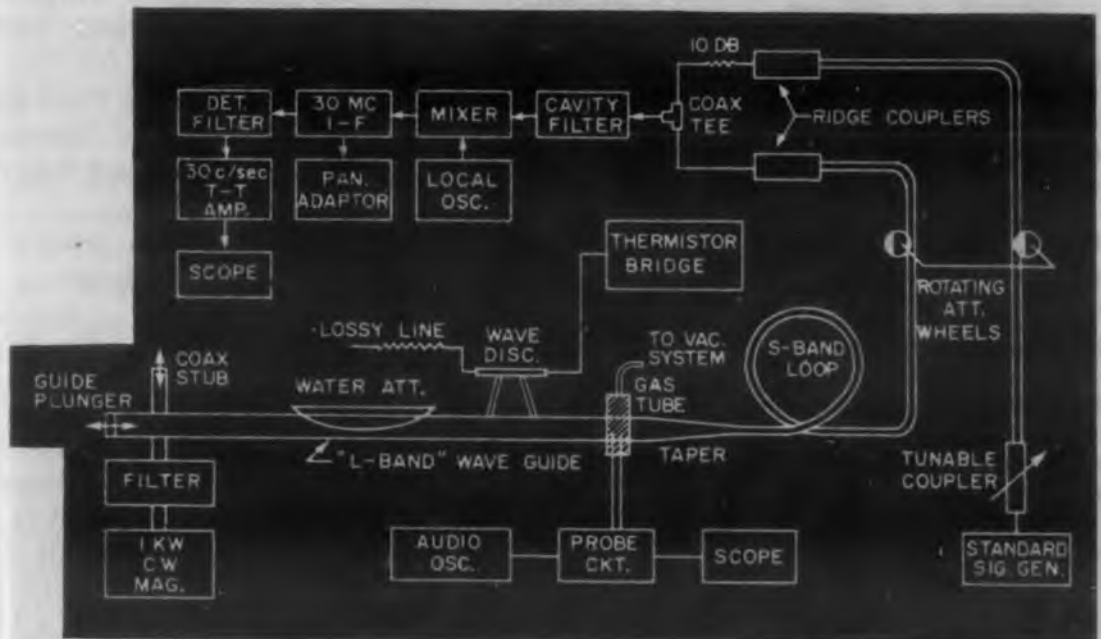 10 DB
DET.
FILTER
30 MC
I-F
MIXER
CAVITY
FILTER
COAX
TEE
RIDGE COUPLERS
30 c/sec
T-T
AMP.
PAN.
ADAPTOR
LOCAL
OSC.
SCOPE
THERMISTOR
BRIDGE
ROTATING
ATT.
WHEELS
LOSSY LINE
WAVE
DISC.
TO VAC.
SYSTEM
S-BAND
LOOP
COAX
STUB
GUIDE
PLUNGER
WATER ATT.
GAS
TUBE
"L-BAND" WAVE GUIDE
TAPER
TUNABLE
COUPLER
FILTER
1 KW
CW
MAG.
AUDIO
OSC.
PROBE
CKT.
SCOPE
STANDARD
SIG. GEN.